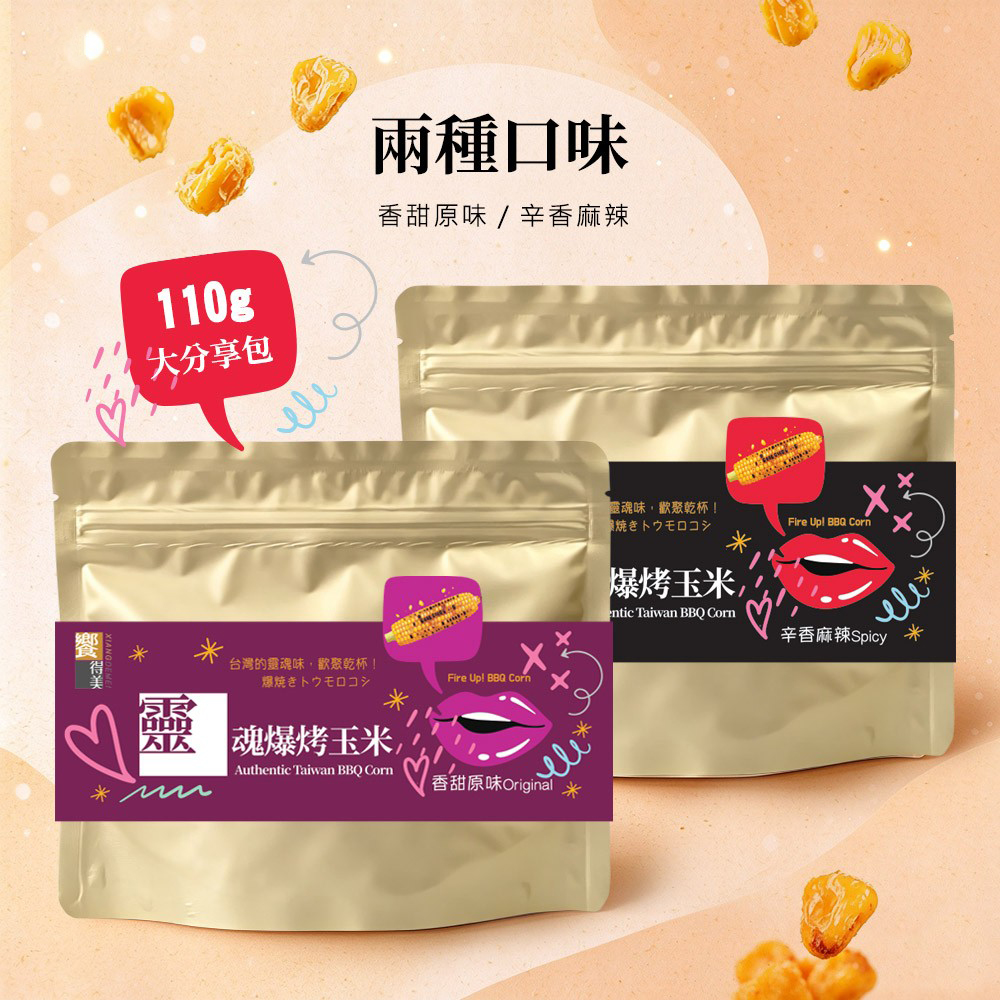 兩種口味
香甜原味 / 辛香麻辣
110g
大分享包
靈魂味，歡聚乾杯！
爆焼きトウモロコシ
Fire Up! BBQ Corn
爆烤玉米
entic Taiwan BBQ Corn
辛香麻辣Spicy
饗
得美
XIANGDEMEI
台灣的靈魂味，歡聚乾杯！
爆焼きトウモロコシ
Fire Up! BBQ Corn
靈魂爆烤玉米
Authentic Taiwan BBQ Corn
香甜原味Original